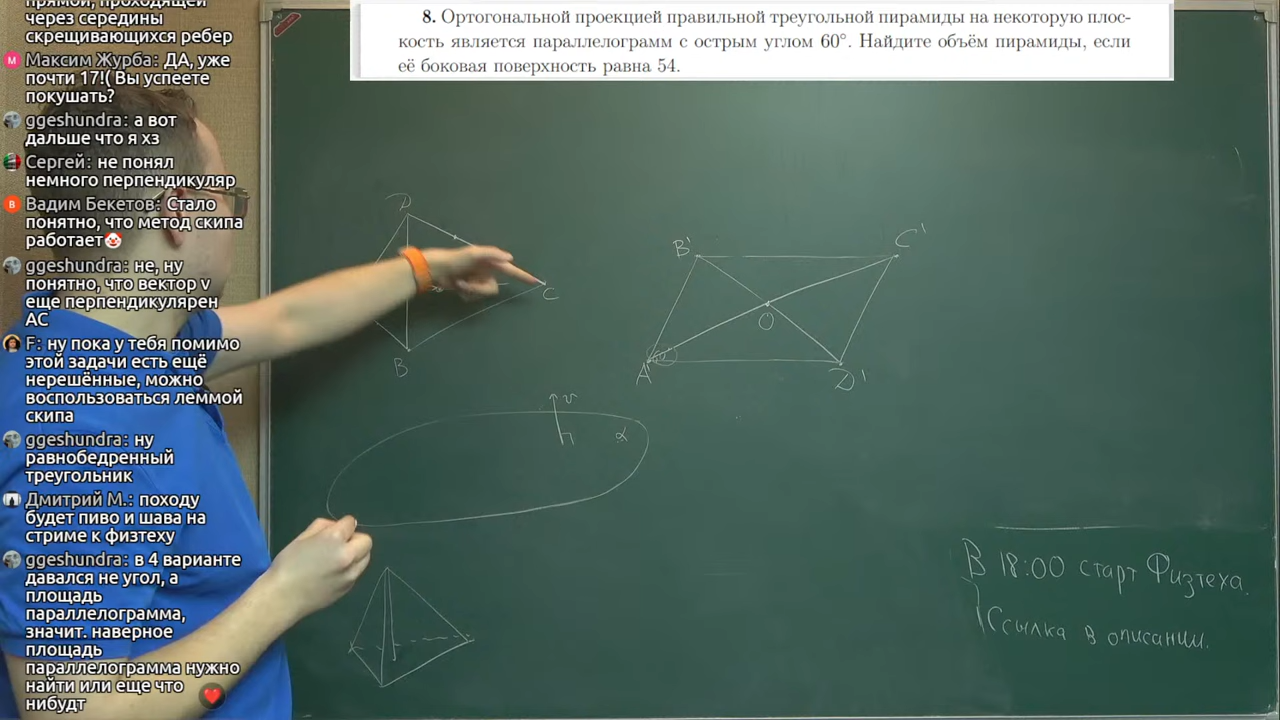 прямой, проходящей
через середины
скрещивающихся ребер
Максим Журба: ДА, уже
почти 17!( Вы успеете
покушать?
ggeshundra: а вот
дальше что я хз
Сергей: не понял
немного перпендикуляр
Вадим Бекетов: Стало
понятно, что метод скипа
работает🤡
ggeshundra: не, ну
понятно, что вектор v
еще перпендикулярен
AC
F: ну пока у тебя помимо
этой задачи есть ещё
нерешённые, можно
воспользоваться леммой
скипа
ggeshundra: ну
равнобедренный
треугольник
Дмитрий М.: походу
будет пиво и шава на
стриме к физтеху
ggeshundra: в 4 варианте
давался не угол, а
площадь
параллелограмма,
значит. наверное
площадь
параллелограмма нужно
найти или еще что
нибудт
8. Ортогональной проекцией правильной треугольной пирамиды на некоторую плос-
кость является параллелограмм с острым углом 60°. Найдите объём пирамиды, если
её боковая поверхность равна 54.
D
C
B
B'
C'
O
A'
D'
v
α
В 18:00 старт Физтеха.
Ссылка в описании.